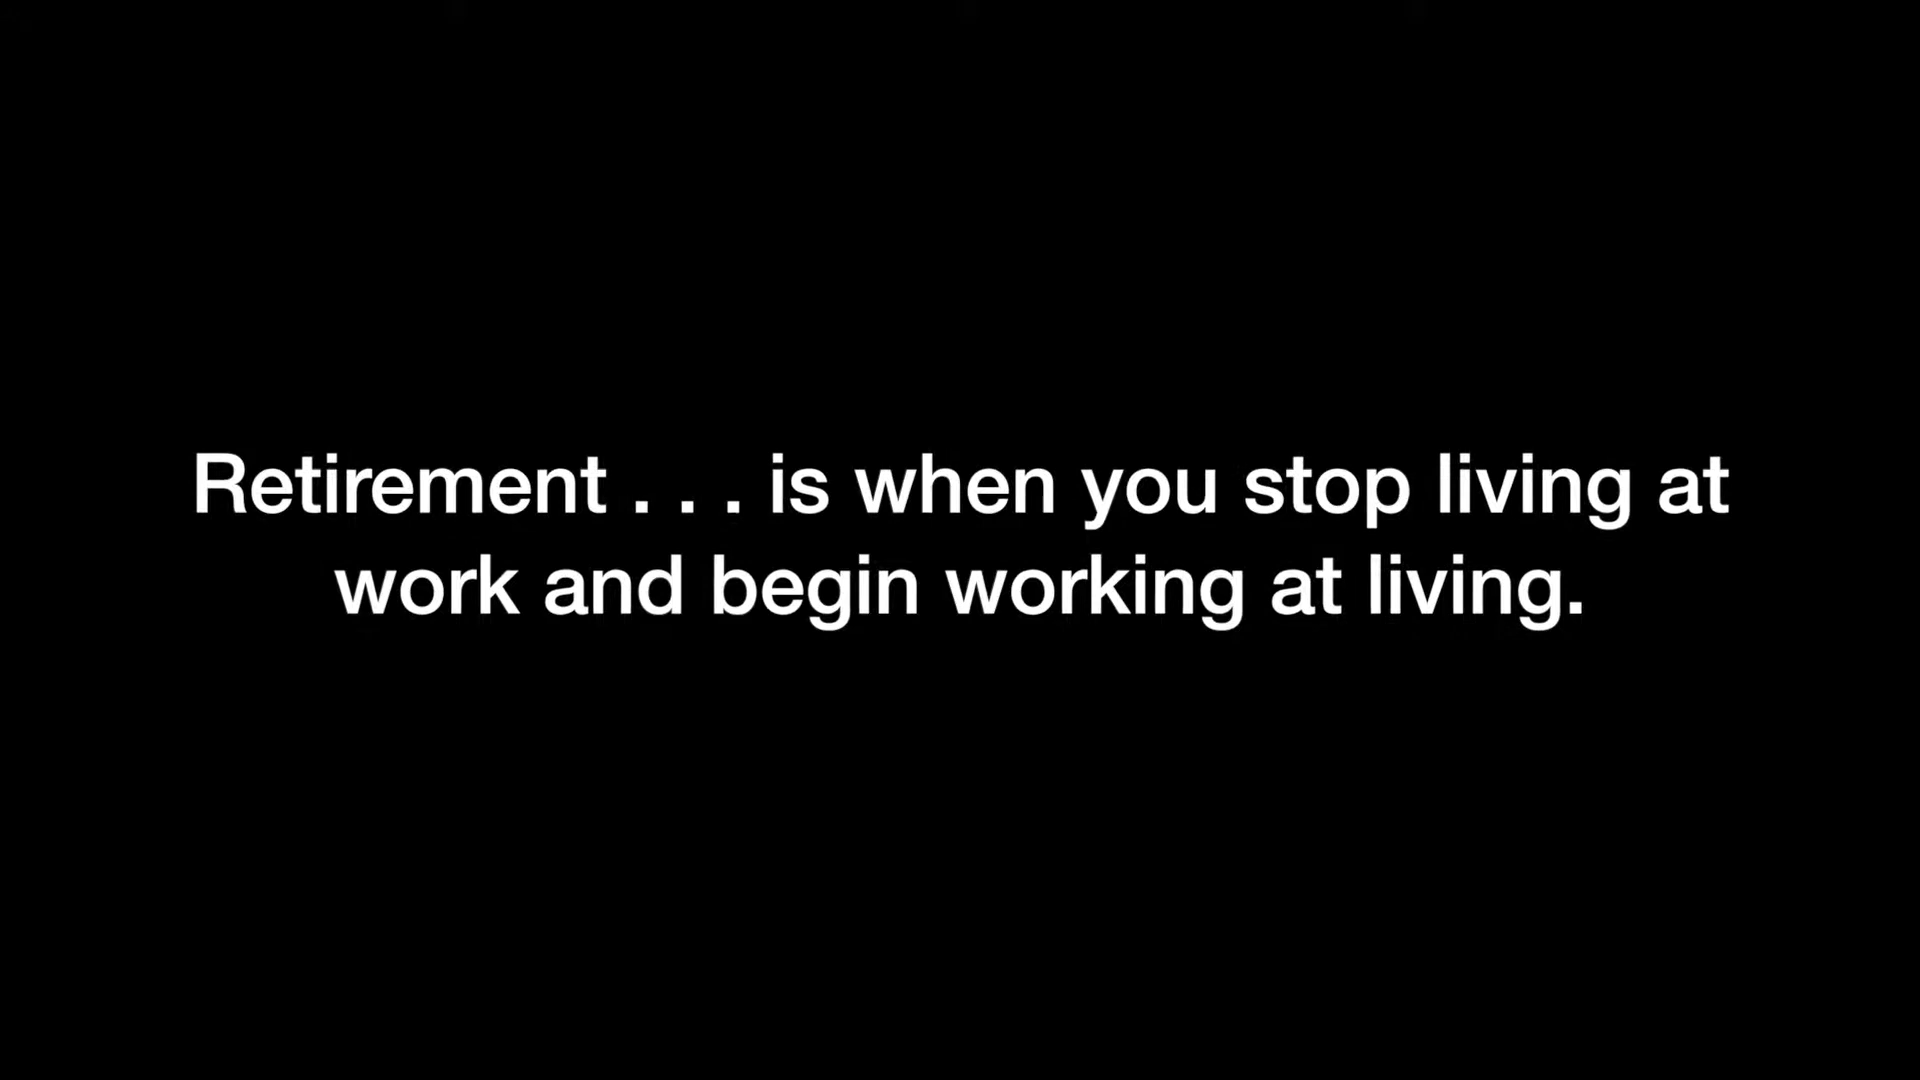 Retirement . . . is when you stop living at
work and begin working at living.